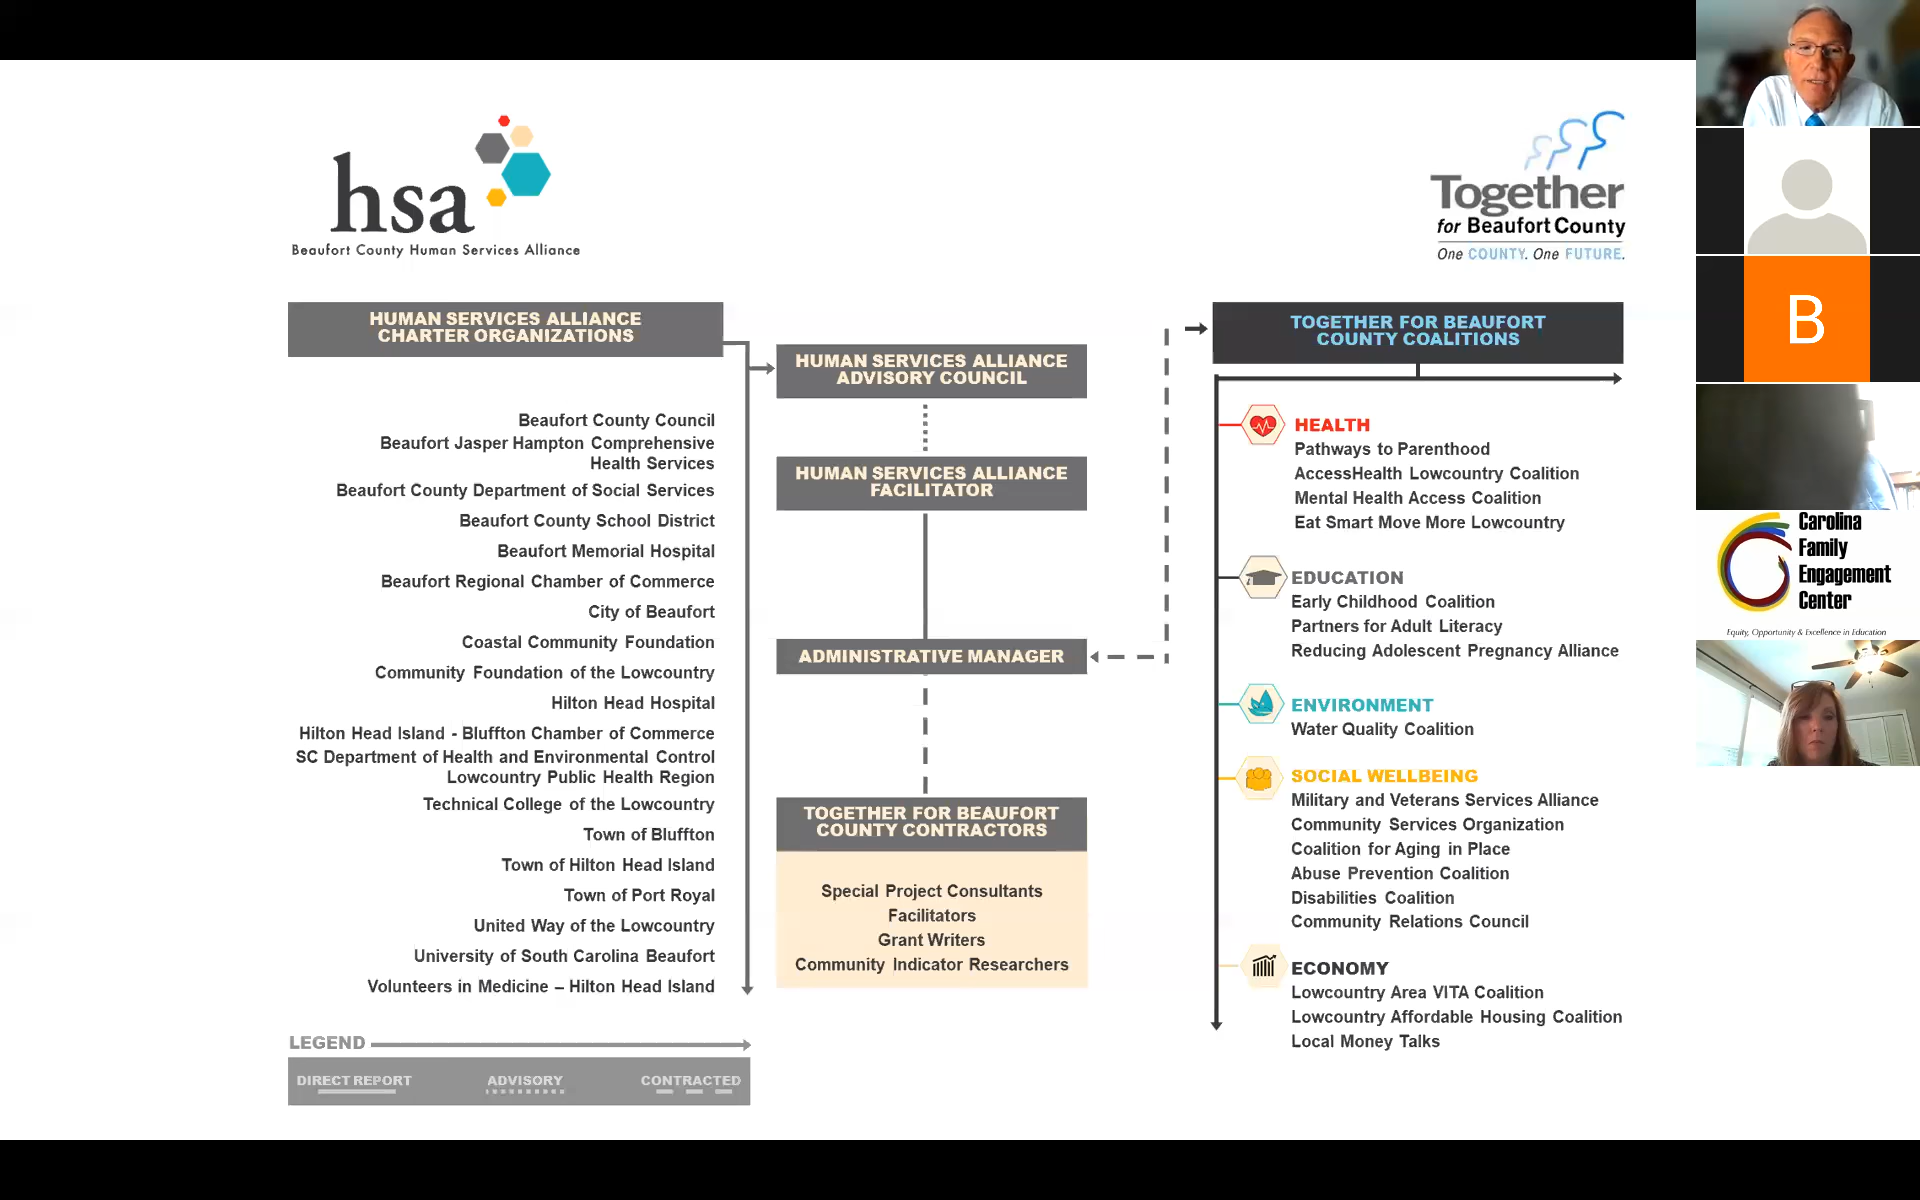 hsa
Beaufort County Human Services Alliance
Together
for Beaufort County
One COUNTY. One FUTURE.
HUMAN SERVICES ALLIANCE
CHARTER ORGANIZATIONS
Beaufort County Council
Beaufort Jasper Hampton Comprehensive
Health Services
Beaufort County Department of Social Services
Beaufort County School District
Beaufort Memorial Hospital
Beaufort Regional Chamber of Commerce
City of Beaufort
Coastal Community Foundation
Community Foundation of the Lowcountry
Hilton Head Hospital
Hilton Head Island - Bluffton Chamber of Commerce
SC Department of Health and Environmental Control
Lowcountry Public Health Region
Technical College of the Lowcountry
Town of Bluffton
Town of Hilton Head Island
Town of Port Royal
United Way of the Lowcountry
University of South Carolina Beaufort
Volunteers in Medicine – Hilton Head Island
LEGEND
DIRECT REPORT
ADVISORY
CONTRACTED
HUMAN SERVICES ALLIANCE
ADVISORY COUNCIL
HUMAN SERVICES ALLIANCE
FACILITATOR
ADMINISTRATIVE MANAGER
TOGETHER FOR BEAUFORT
COUNTY CONTRACTORS
Special Project Consultants
Facilitators
Grant Writers
Community Indicator Researchers
TOGETHER FOR BEAUFORT
COUNTY COALITIONS
HEALTH
Pathways to Parenthood
AccessHealth Lowcountry Coalition
Mental Health Access Coalition
Eat Smart Move More Lowcountry
EDUCATION
Early Childhood Coalition
Partners for Adult Literacy
Reducing Adolescent Pregnancy Alliance
ENVIRONMENT
Water Quality Coalition
SOCIAL WELLBEING
Military and Veterans Services Alliance
Community Services Organization
Coalition for Aging in Place
Abuse Prevention Coalition
Disabilities Coalition
Community Relations Council
ECONOMY
Lowcountry Area VITA Coalition
Lowcountry Affordable Housing Coalition
Local Money Talks
B
Carolina
Family
Engagement
Center
Equity, Opportunity & Excellence in Education